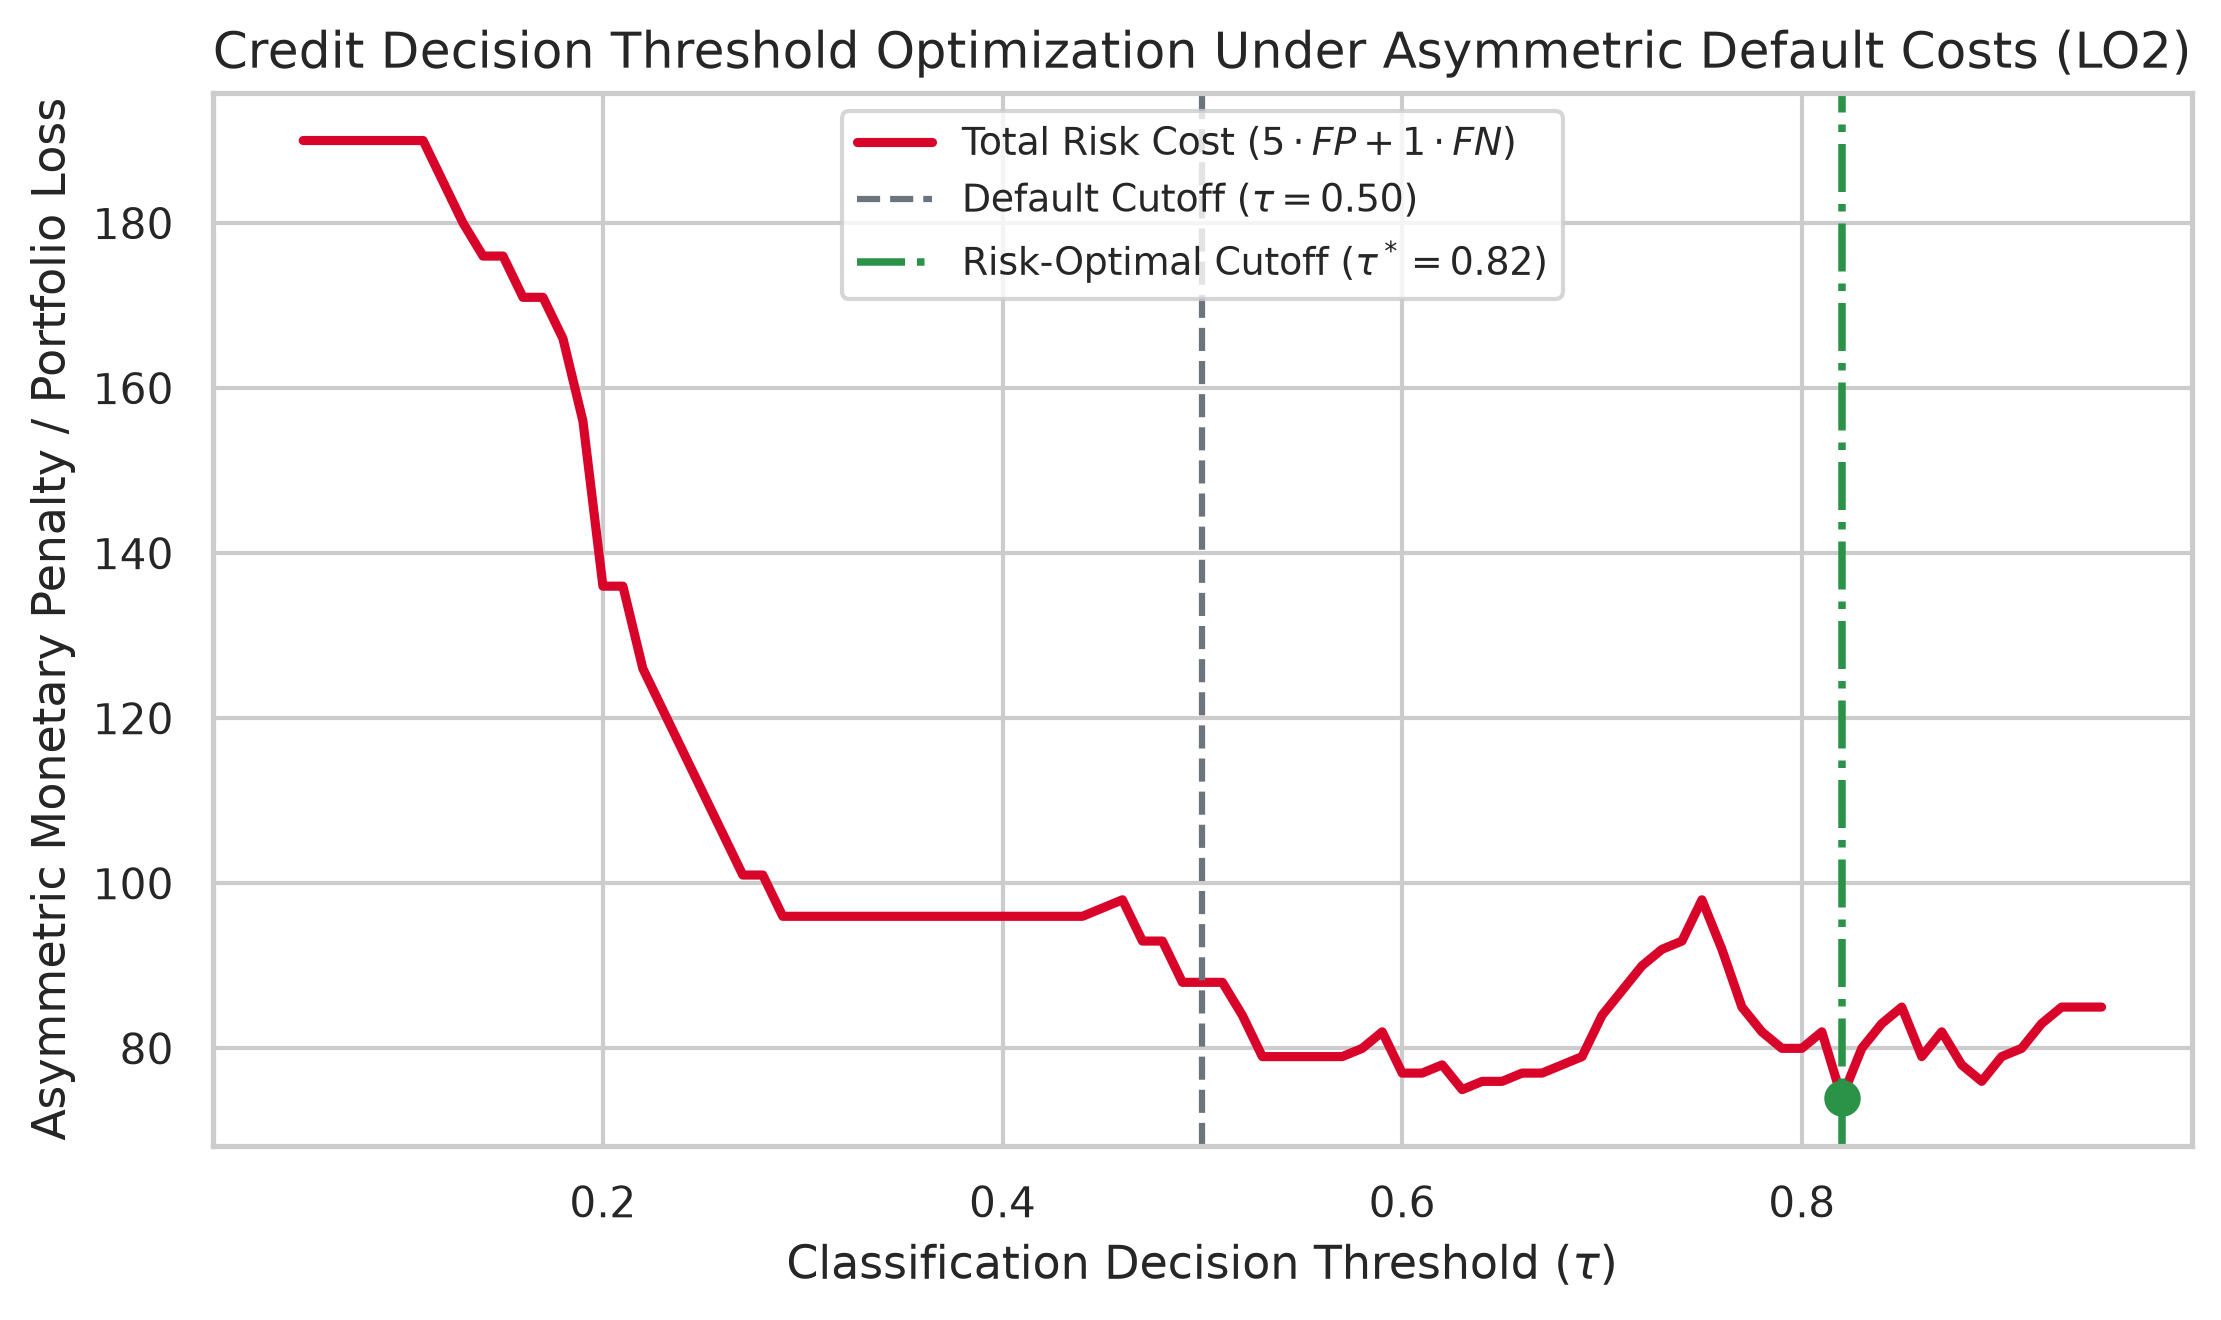 Credit Decision Threshold Optimization Under Asymmetric Default Costs (LO2)
Total Risk Cost (5 · FP + 1 · FN)
Default Cutoff (τ = 0.50)
Risk-Optimal Cutoff (τ* = 0.82)
Asymmetric Monetary Penalty / Portfolio Loss
180
160
140
120
100
80
0.2 0.4 0.6 0.8
Classification Decision Threshold (τ)